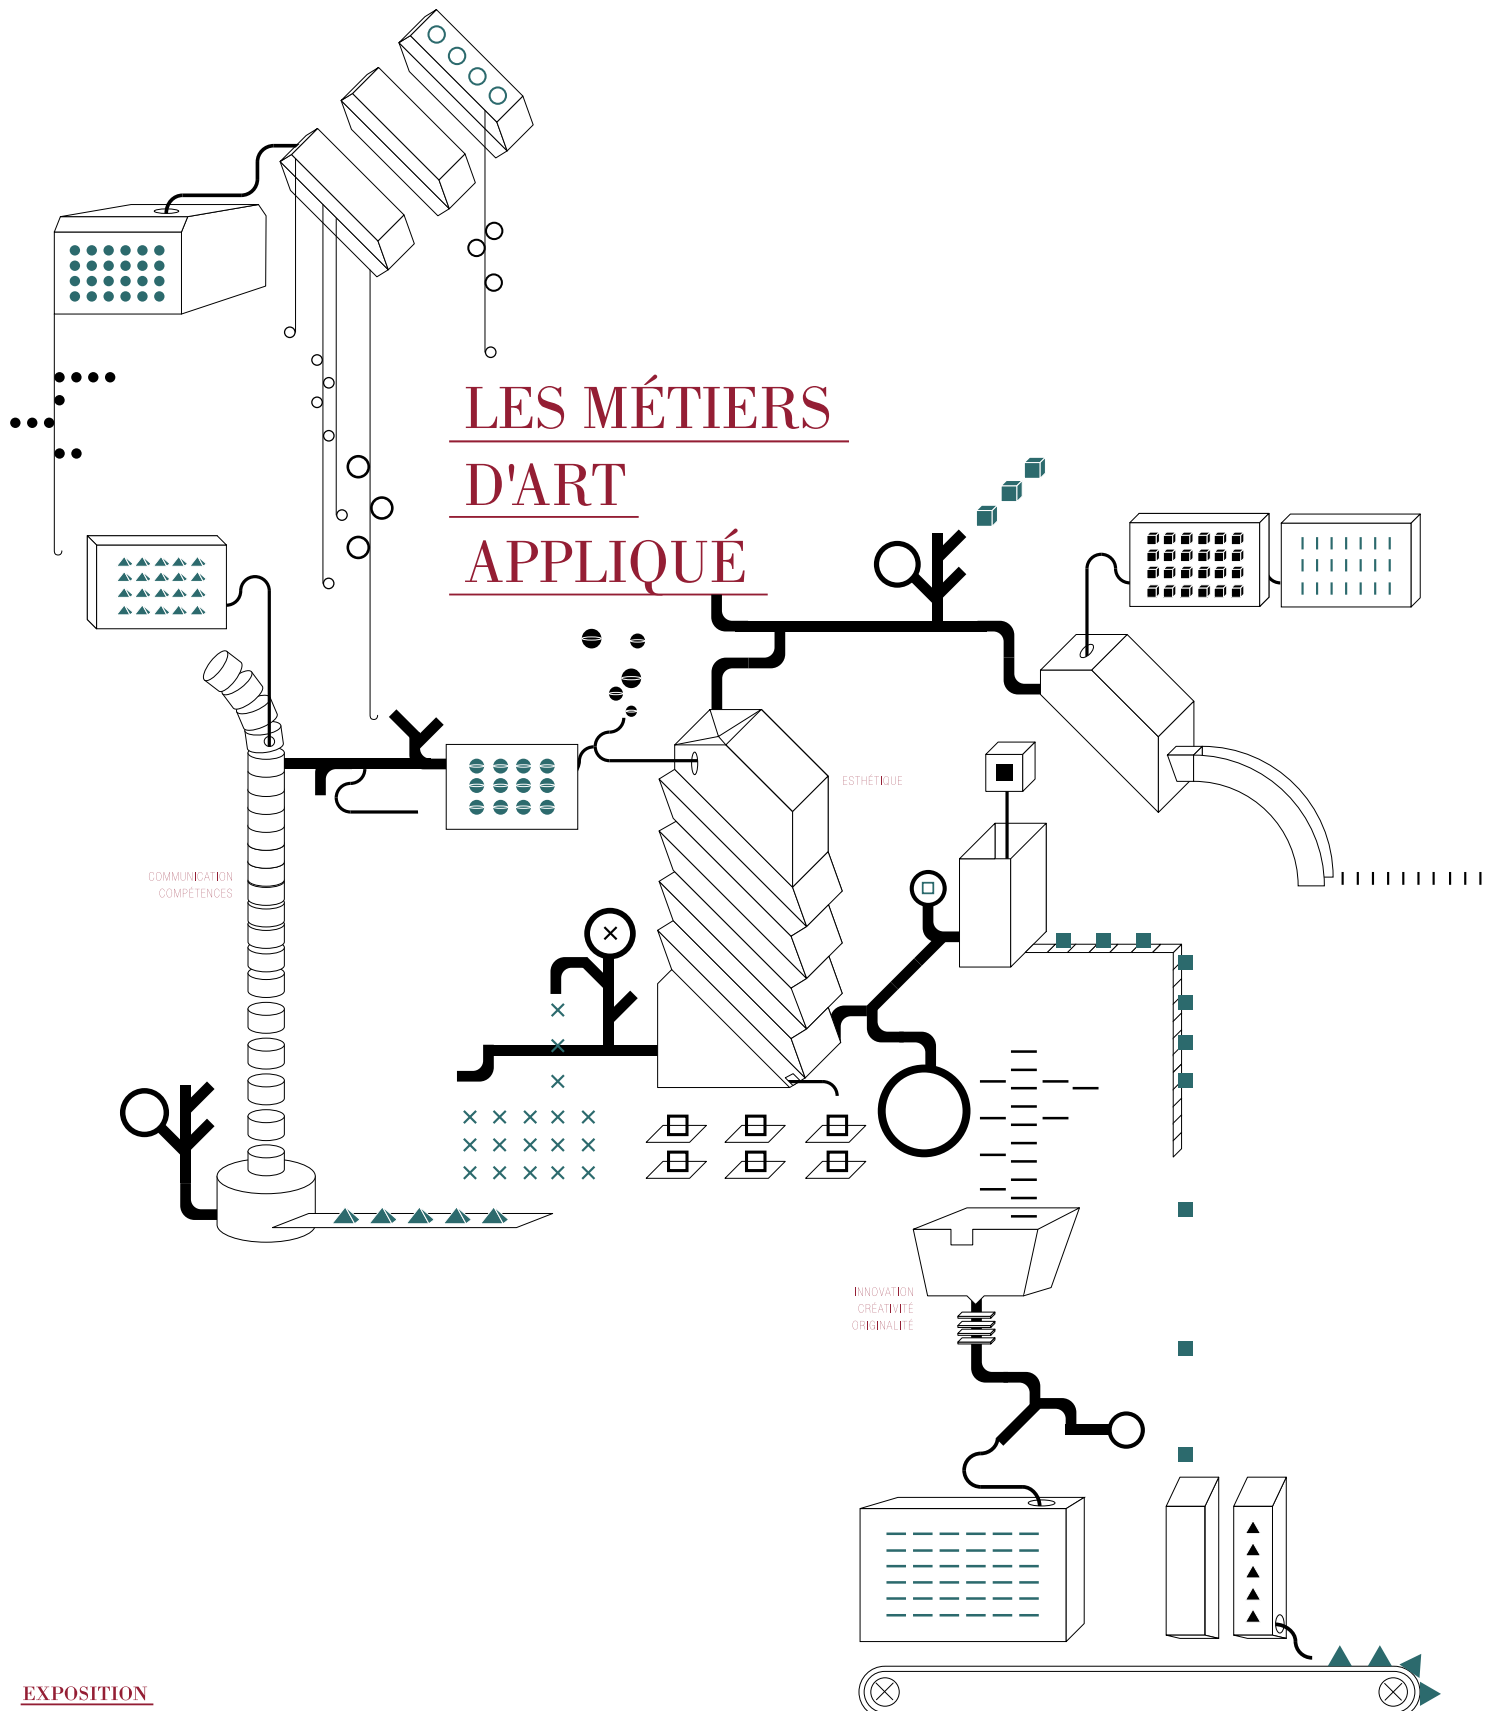 LES MÉTIERS
D'ART
APPLIQUÉ
ESTHÉTIQUE
COMMUNICATION
COMPÉTENCES
INNOVATION
CRÉATIVITÉ
ORIGINALITÉ
EXPOSITION